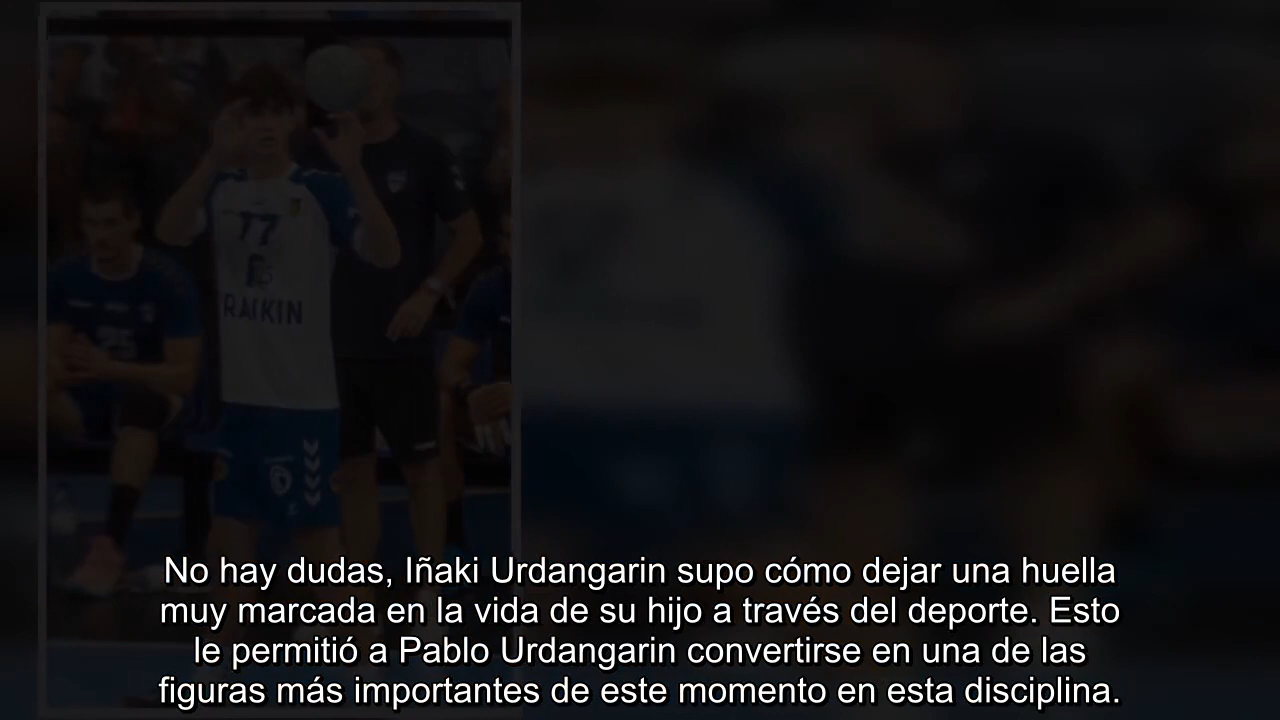 77
No hay dudas, Iñaki Urdangarin supo cómo dejar una huella
muy marcada en la vida de su hijo a través del deporte. Esto
le permitió a Pablo Urdangarin convertirse en una de las
figuras más importantes de este momento en esta disciplina.